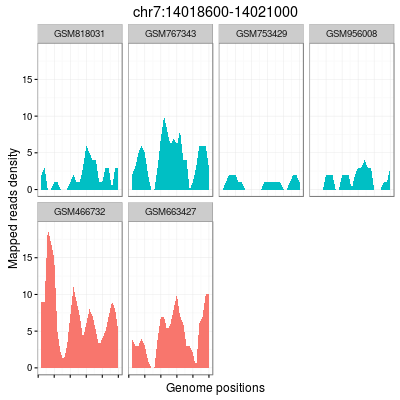 chr7:14018600-14021000
GSM818031 GSM767343 GSM753429 GSM956008
15
10
5
0
GSM466732 GSM663427
15
10
5
0
Mapped reads density
Genome positions